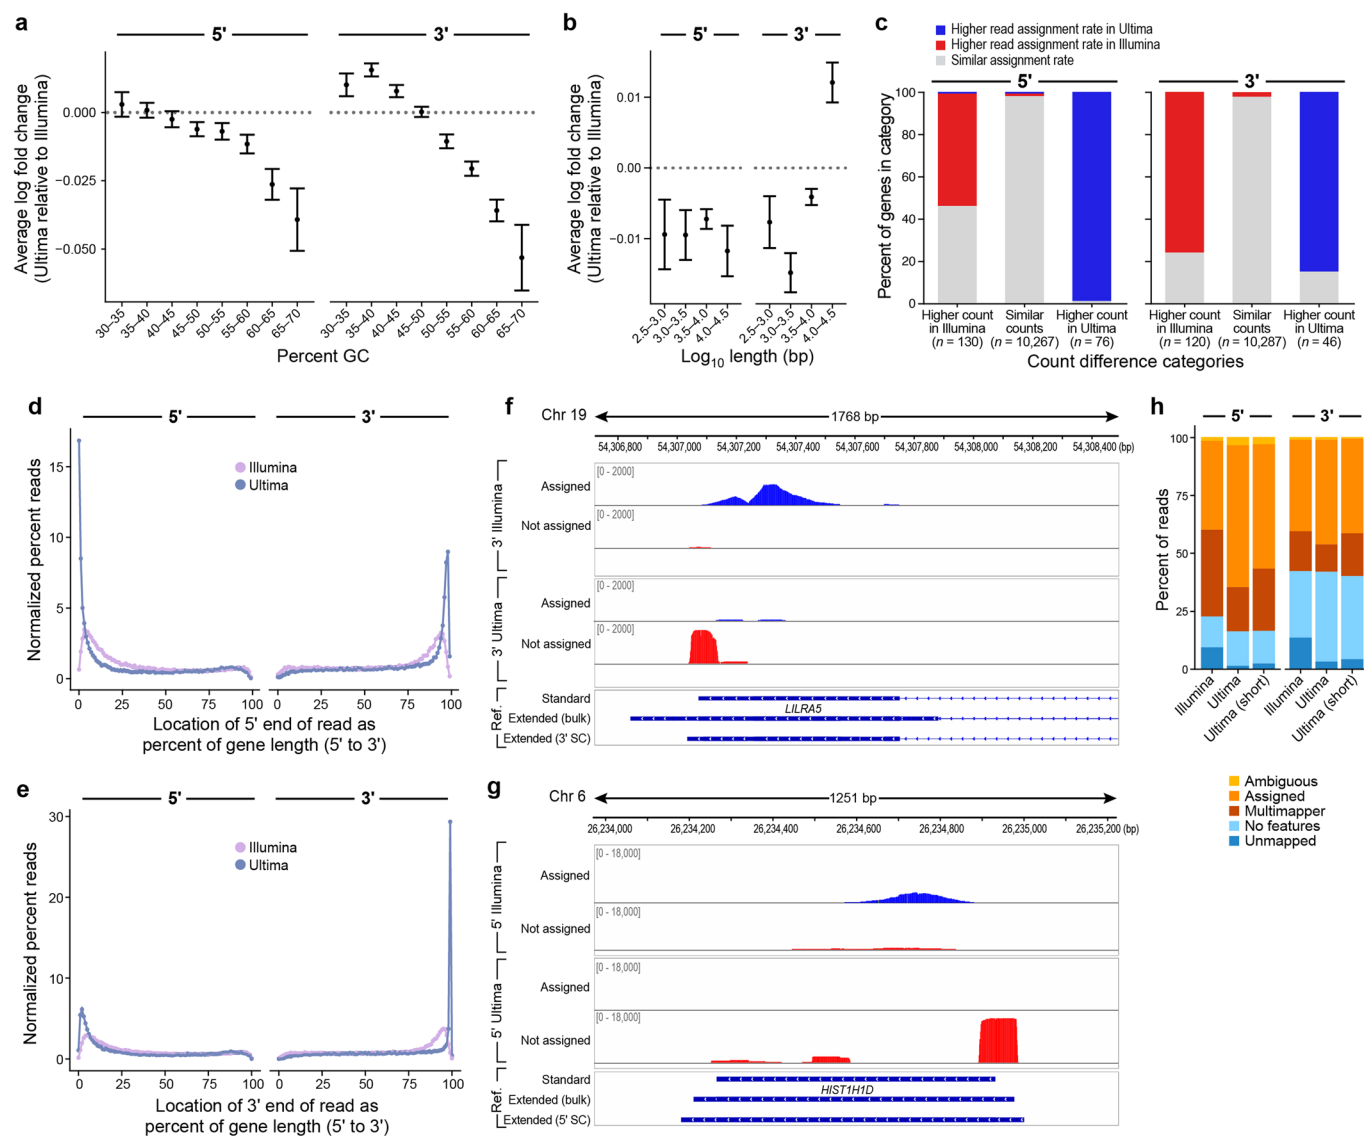 a
5'
3'
Average log fold change
(Ultima relative to Illumina)
0.000
−0.025
−0.050
30–35
35–40
40–45
45–50
50–55
55–60
60–65
65–70
30–35
35–40
40–45
45–50
50–55
55–60
60–65
65–70
Percent GC
b
5'
3'
Average log fold change
(Ultima relative to Illumina)
0.01
0.00
−0.01
2.5–3.0
3.0–3.5
3.5–4.0
4.0–4.5
2.5–3.0
3.0–3.5
3.5–4.0
4.0–4.5
Log10 length (bp)
c
Higher read assignment rate in Ultima
Higher read assignment rate in Illumina
Similar assignment rate
5'
3'
Percent of genes in category
100
80
60
40
20
0
Higher count in Illumina (n = 130)
Similar counts (n = 10,267)
Higher count in Ultima (n = 76)
Higher count in Illumina (n = 120)
Similar counts (n = 10,287)
Higher count in Ultima (n = 46)
Count difference categories
d
5'
3'
Illumina
Ultima
Normalized percent reads
15
10
5
0
0 25 50 75 100 0 25 50 75 100
Location of 5' end of read as
percent of gene length (5' to 3')
e
5'
3'
Illumina
Ultima
Normalized percent reads
30
20
10
0
0 25 50 75 100 0 25 50 75 100
Location of 3' end of read as
percent of gene length (5' to 3')
f
Chr 19
1768 bp
54,306,800 54,307,000 54,307,200 54,307,400 54,307,600 54,307,800 54,308,000 54,308,200 54,308,400 (bp)
3' Illumina
Assigned
[0 - 2000]
Not assigned
[0 - 2000]
3' Ultima
Assigned
[0 - 2000]
Not assigned
[0 - 2000]
Ref.
Standard
LILRA5
Extended (bulk)
Extended (3' SC)
g
Chr 6
1251 bp
26,234,000 26,234,200 26,234,400 26,234,600 26,234,800 26,235,000 26,235,200 (bp)
5' Illumina
Assigned
[0 - 18,000]
Not assigned
[0 - 18,000]
5' Ultima
Assigned
[0 - 18,000]
Not assigned
[0 - 18,000]
Ref.
Standard
HIST1H1D
Extended (bulk)
Extended (5' SC)
h
5'
3'
Percent of reads
100
75
50
25
0
Illumina
Ultima
Ultima (short)
Illumina
Ultima
Ultima (short)
Ambiguous
Assigned
Multimapper
No features
Unmapped